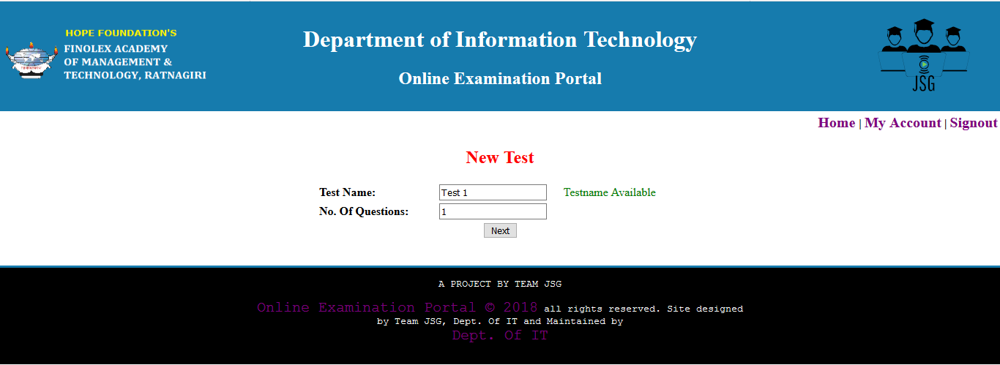 HOPE FOUNDATION'S
FINOLEX ACADEMY
OF MANAGEMENT &
TECHNOLOGY, RATNAGIRI
Department of Information Technology
Online Examination Portal
JSG
Home | My Account | Signout
New Test
Test Name: Test 1 Testname Available
No. Of Questions: 1
Next
A PROJECT BY TEAM JSG
Online Examination Portal © 2018 all rights reserved. Site designed
by Team JSG, Dept. Of IT and Maintained by
Dept. Of IT